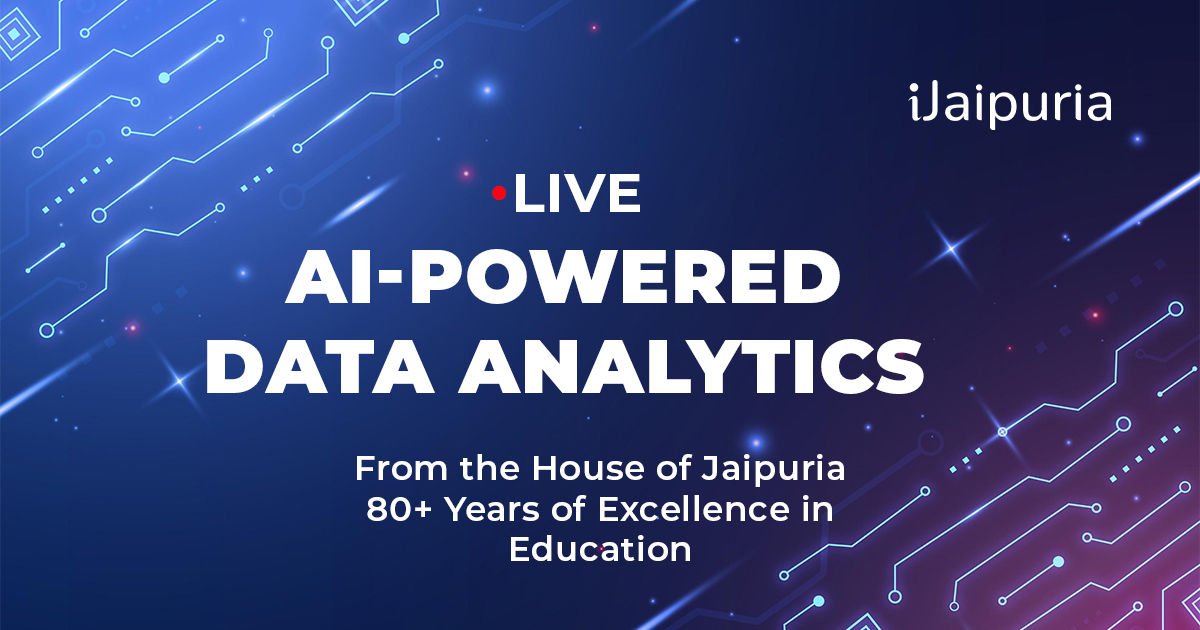 iJaipuria
LIVE
AI-POWERED
DATA ANALYTICS
From the House of Jaipuria
80+ Years of Excellence in
Education